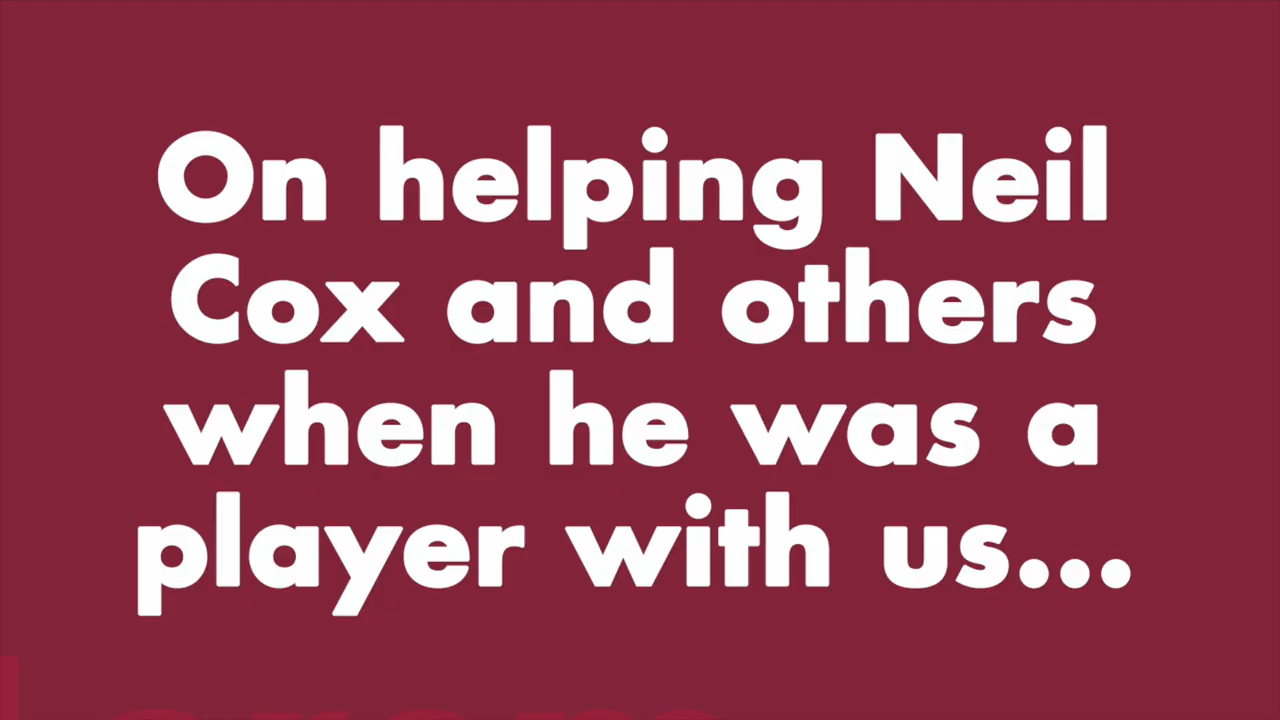 On helping Neil
Cox and others
when he was a
player with us...